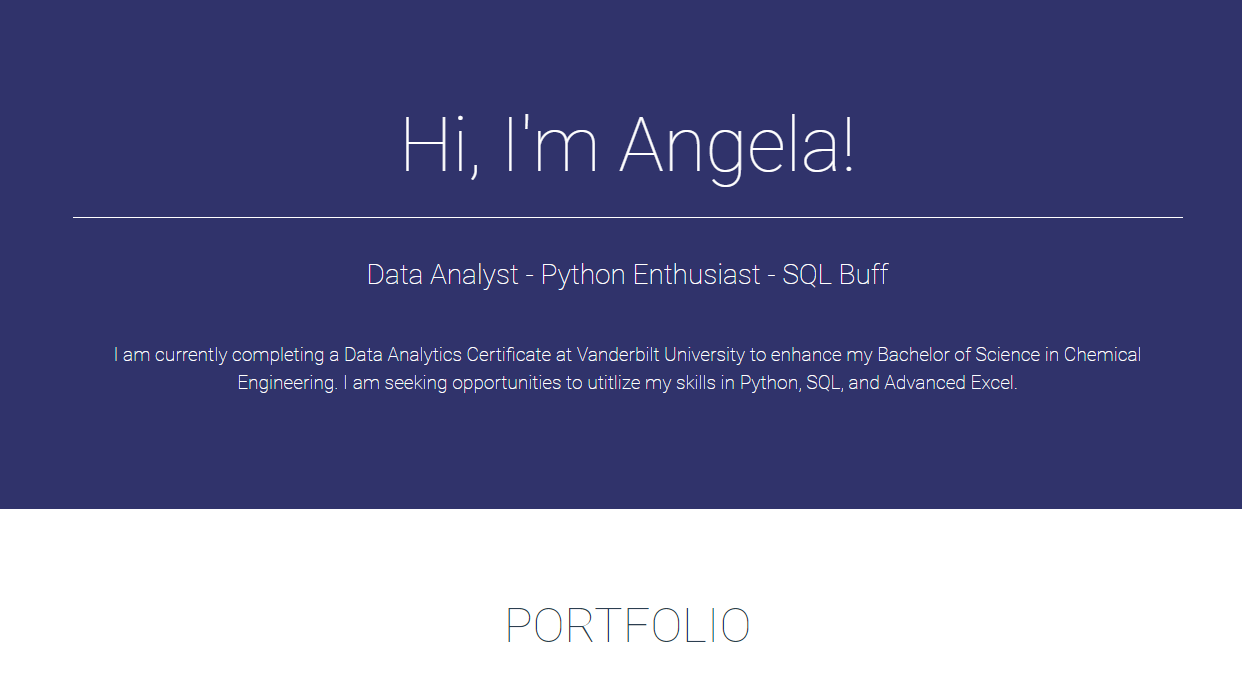 Hi, I'm Angela!
Data Analyst - Python Enthusiast - SQL Buff
I am currently completing a Data Analytics Certificate at Vanderbilt University to enhance my Bachelor of Science in Chemical
Engineering. I am seeking opportunities to utitlize my skills in Python, SQL, and Advanced Excel.
PORTFOLIO